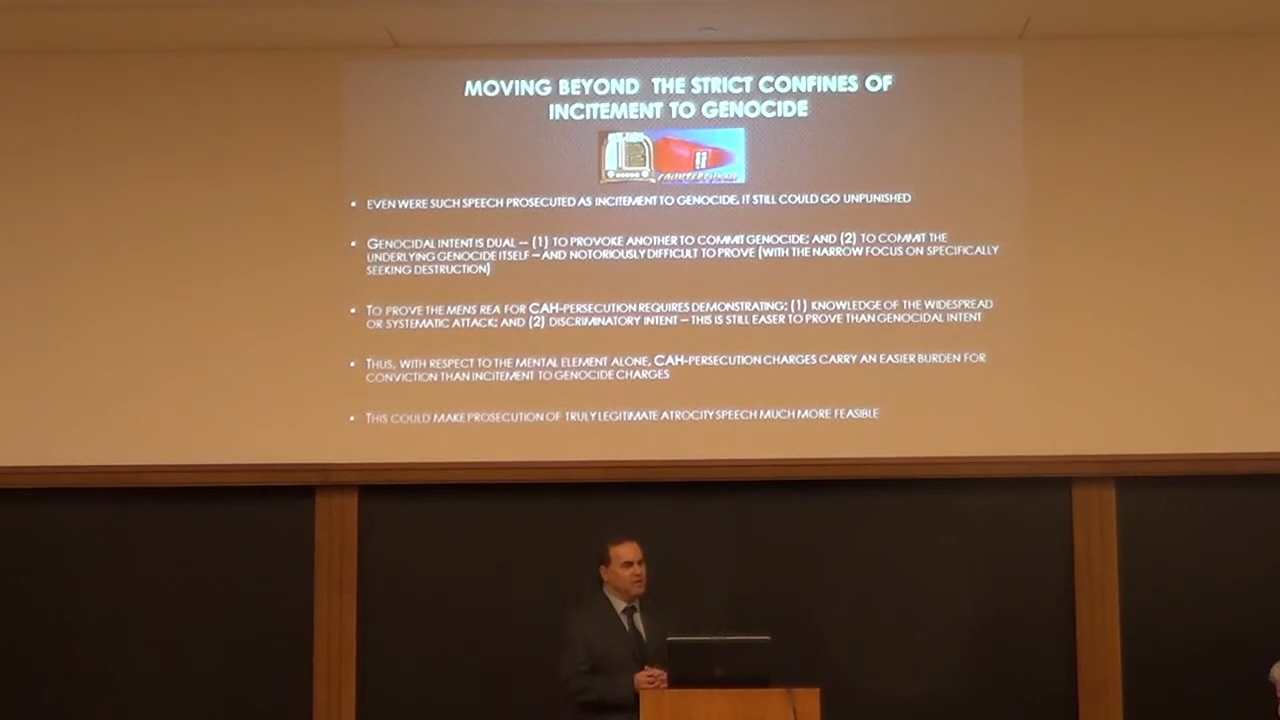 MOVING BEYOND THE STRICT CONFINES OF
INCITEMENT TO GENOCIDE
• EVEN WERE SUCH SPEECH PROSECUTED AS INCITEMENT TO GENOCIDE, IT STILL COULD GO UNPUNISHED
• GENOCIDAL INTENT IS DUAL – (1) TO PROVOKE ANOTHER TO COMMIT GENOCIDE; AND (2) TO COMMIT THE
UNDERLYING GENOCIDE ITSELF – AND NOTORIOUSLY DIFFICULT TO PROVE (WITH THE NARROW FOCUS ON SPECIFICALLY
SEEKING DESTRUCTION)
• TO PROVE THE MENS REA FOR CAH-PERSECUTION REQUIRES DEMONSTRATING: (1) KNOWLEDGE OF THE WIDESPREAD
OR SYSTEMATIC ATTACK; AND (2) DISCRIMINATORY INTENT – THIS IS STILL EASER TO PROVE THAN GENOCIDAL INTENT
• THUS, WITH RESPECT TO THE MENTAL ELEMENT ALONE, CAH-PERSECUTION CHARGES CARRY AN EASIER BURDEN FOR
CONVICTION THAN INCITEMENT TO GENOCIDE CHARGES
• THIS COULD MAKE PROSECUTION OF TRULY LEGITIMATE ATROCITY SPEECH MUCH MORE FEASIBLE